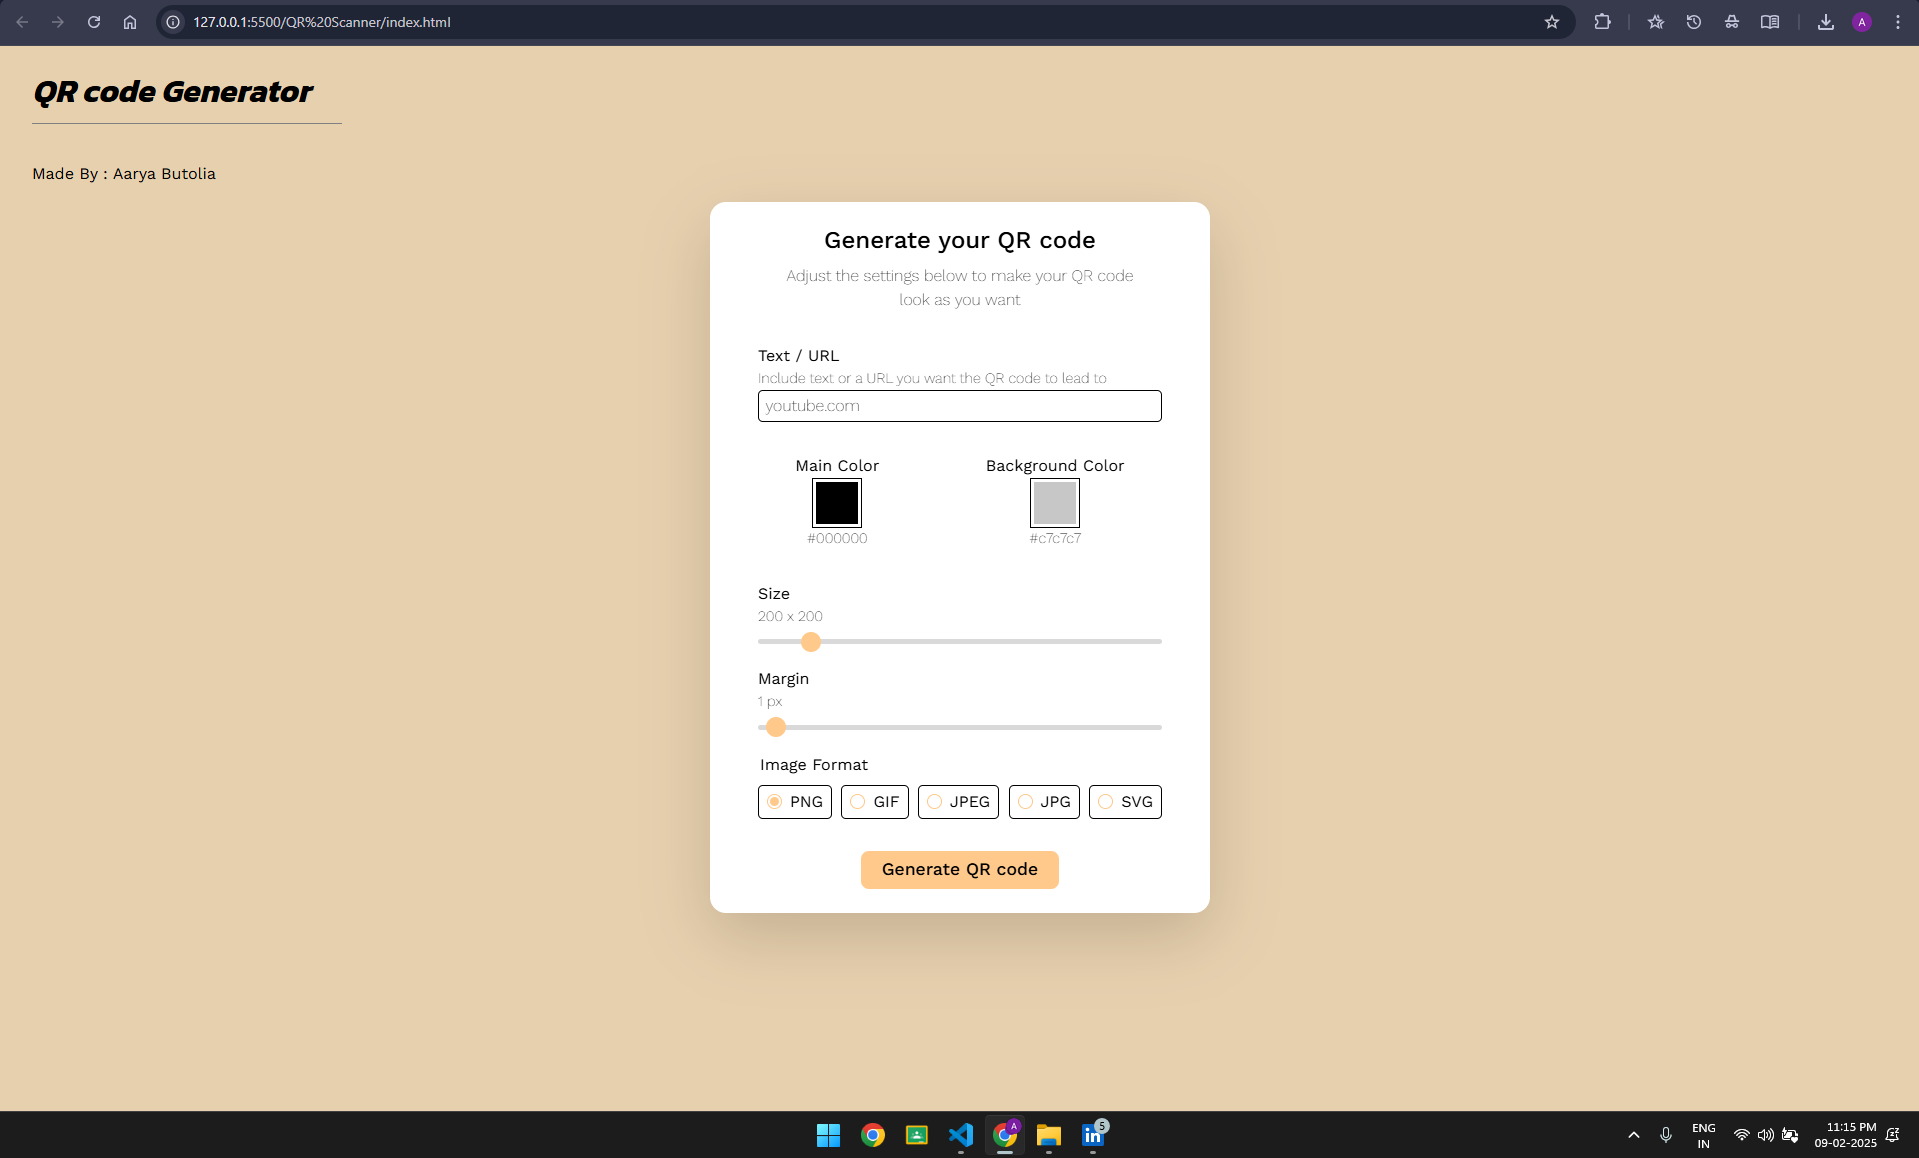 127.0.0.1:5500/QR%20Scanner/index.html
A
QR code Generator
Made By : Aarya Butolia
Generate your QR code
Adjust the settings below to make your QR code
look as you want
Text / URL
Include text or a URL you want the QR code to lead to
youtube.com
Main Color
Background Color
#000000
#c7c7c7
Size
200 x 200
Margin
1 px
Image Format
PNG
GIF
JPEG
JPG
SVG
Generate QR code
A
in
5
ENG
IN
11:15 PM
09-02-2025